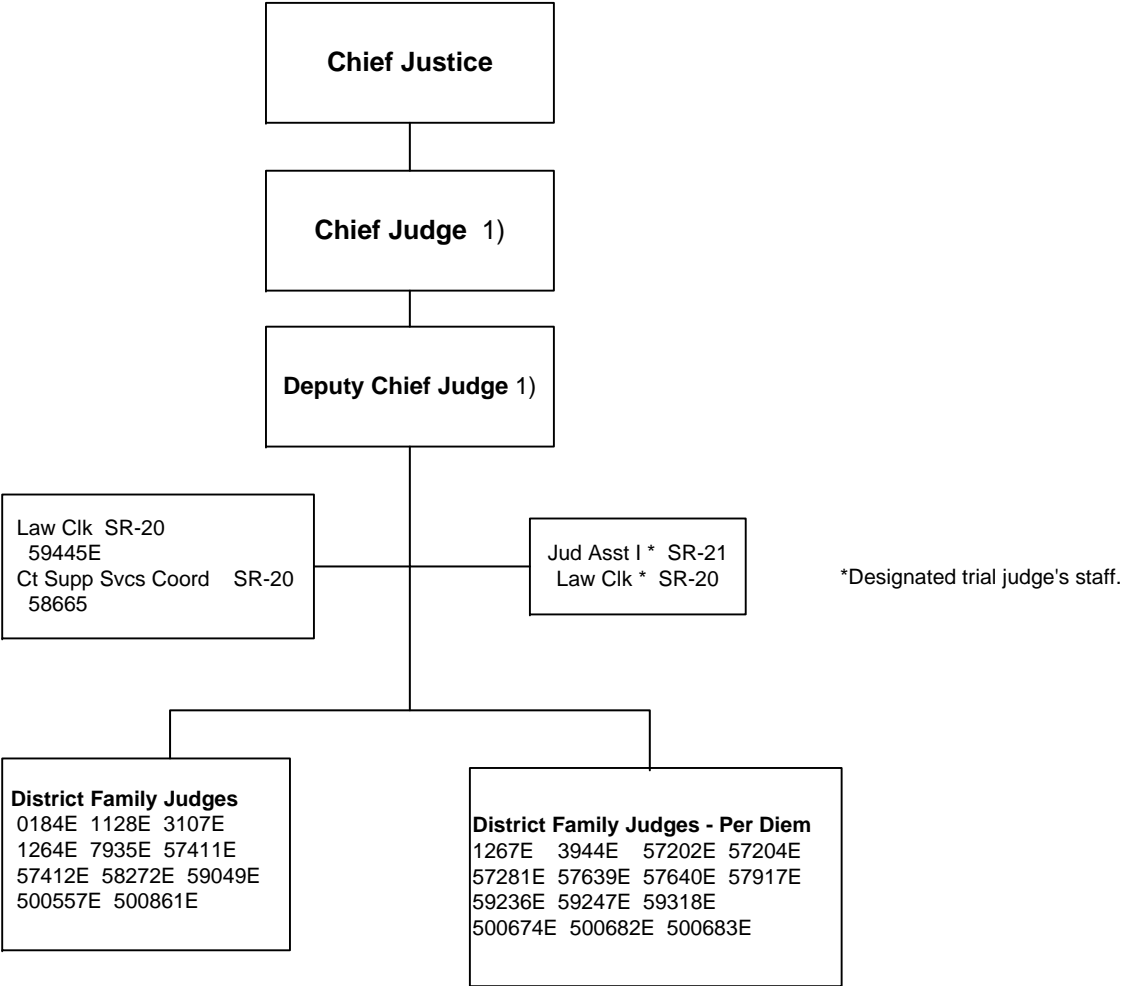 Chief Justice
Chief Judge 1)
Deputy Chief Judge 1)
Law Clk SR-20
59445E
Ct Supp Svcs Coord SR-20
58665
Jud Asst I * SR-21
Law Clk * SR-20
*Designated trial judge's staff.
District Family Judges
0184E 1128E 3107E
1264E 7935E 57411E
57412E 58272E 59049E
500557E 500861E
District Family Judges - Per Diem
1267E 3944E 57202E 57204E
57281E 57639E 57640E 57917E
59236E 59247E 59318E
500674E 500682E 500683E